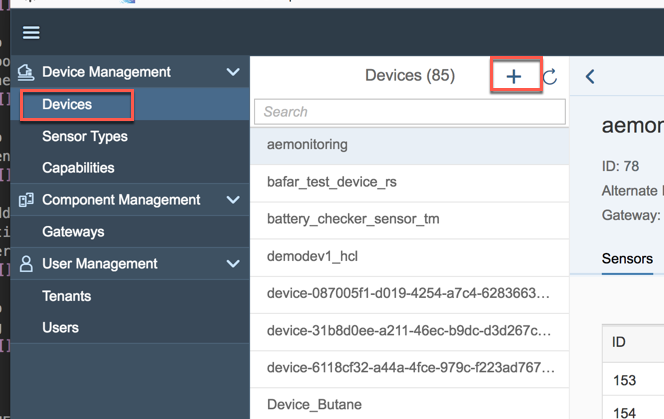 Device Management
Devices
Sensor Types
Capabilities
Component Management
Gateways
User Management
Tenants
Users
Devices (85)
Search
aemonitoring
bafar_test_device_rs
battery_checker_sensor_tm
demodev1_hcl
device-087005f1-d019-4254-a7c4-6283663...
device-31b8d0ee-a211-46ec-b9dc-d3d267c...
device-6118cf32-a44a-4fce-979c-f223ad767...
Device_Butane
ID: 78
Alternate
Gateway:
Sensors
ID
153
154